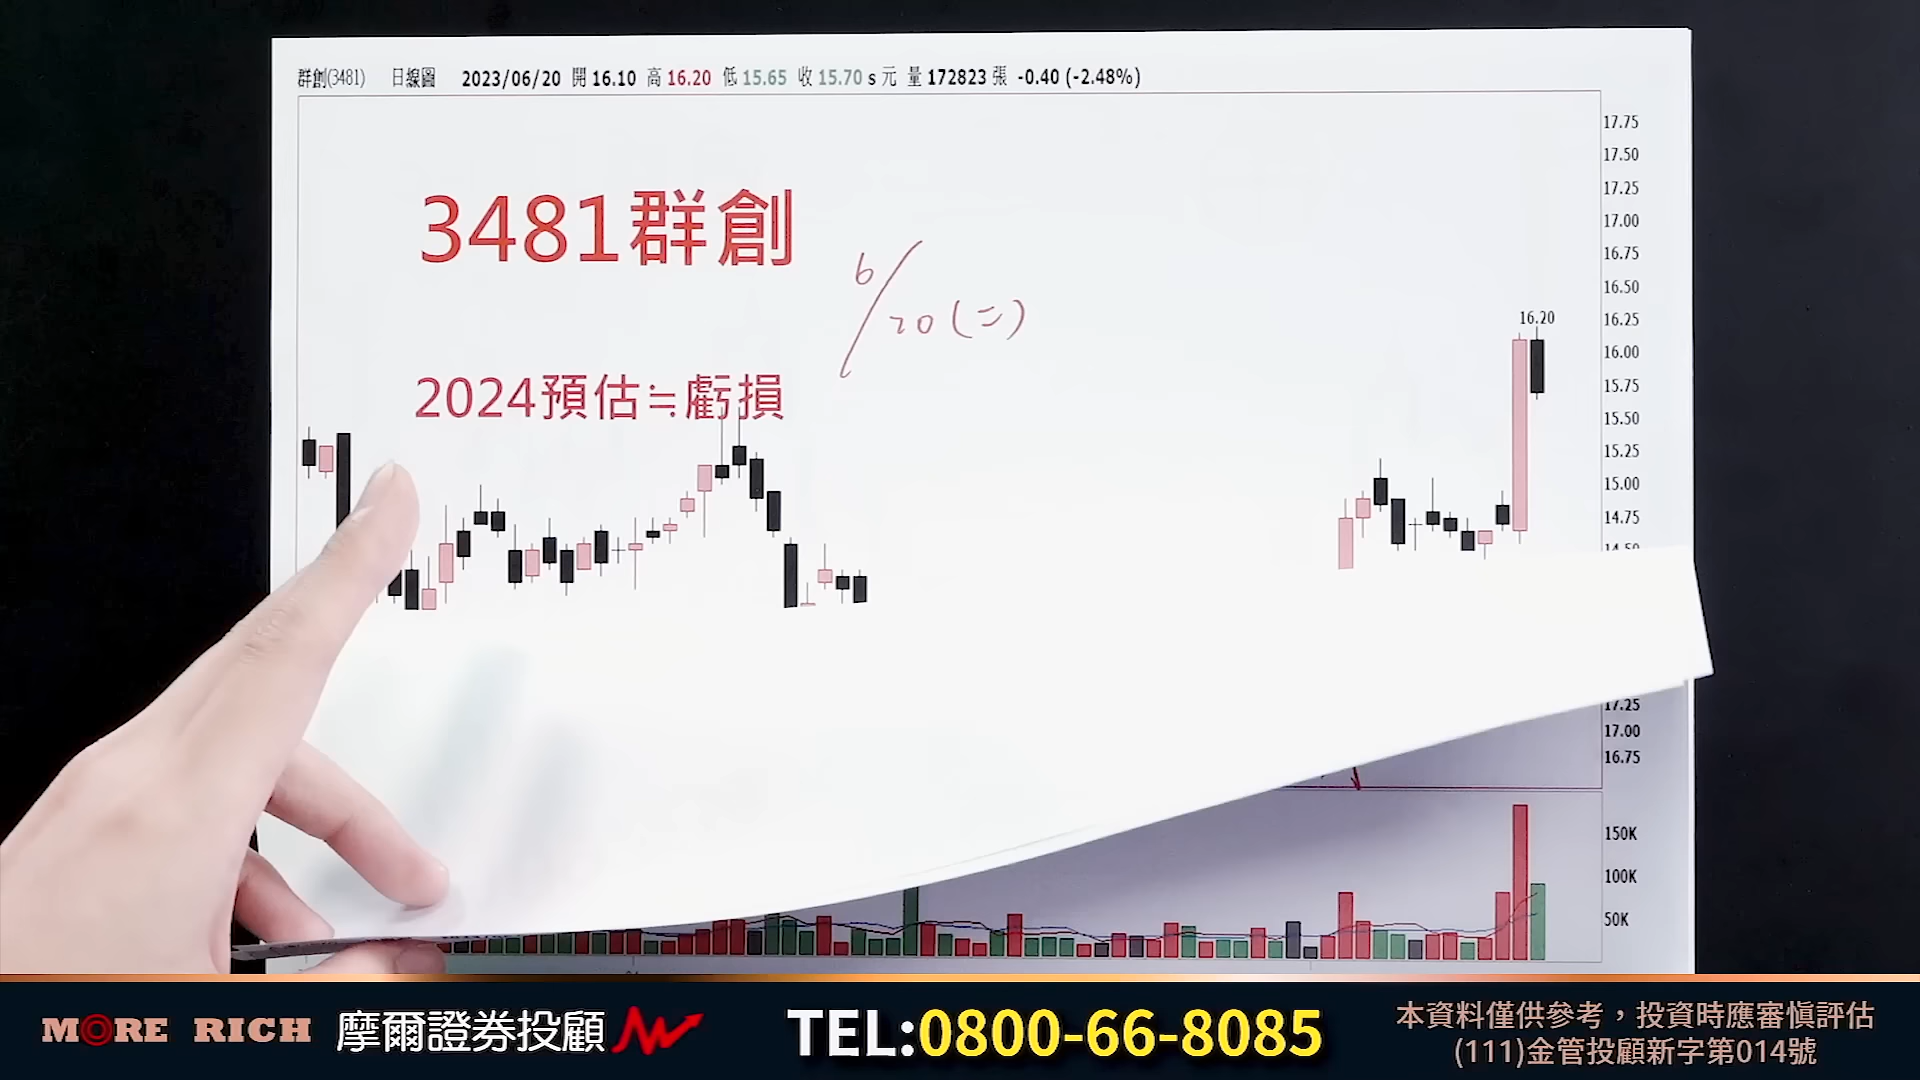 群創(3481) 日線圖 2023/06/20 開 16.10 高 16.20 低 15.65 收 15.70 s 元 量 172823 張 -0.40 (-2.48%)
17.75
17.50
17.25
17.00
16.75
16.50
16.25
16.00
15.75
15.50
15.25
15.00
14.75
14.50
3481群創
6/20(二)
2024預估≒虧損
16.20
17.25
17.00
16.75
150K
100K
50K
MORE RICH 摩爾證券投顧
TEL:0800-66-8085
本資料僅供參考,投資時應審慎評估
(111)金管投顧新字第014號